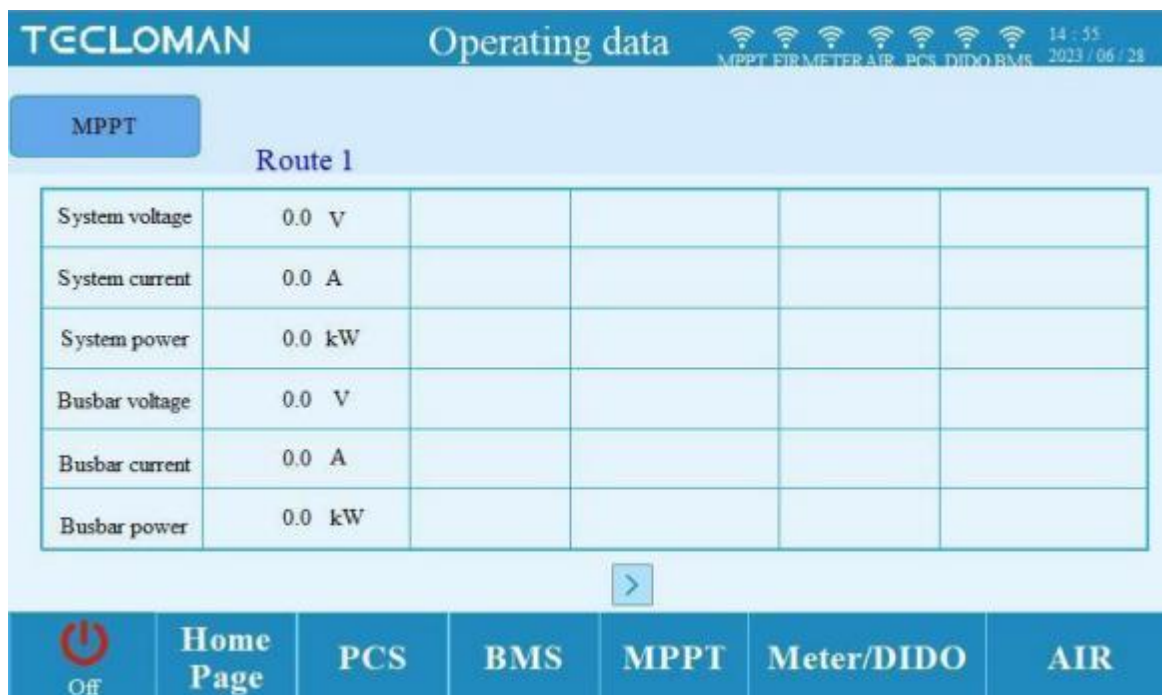 TECLOMAN Operating data 14 : 55
MPPT FIR METER AIR PCS DIDO BMS 2023 / 06 / 28
MPPT
Route 1
System voltage 0.0 V
System current 0.0 A
System power 0.0 kW
Busbar voltage 0.0 V
Busbar current 0.0 A
Busbar power 0.0 kW
>
Off Home Page PCS BMS MPPT Meter/DIDO AIR